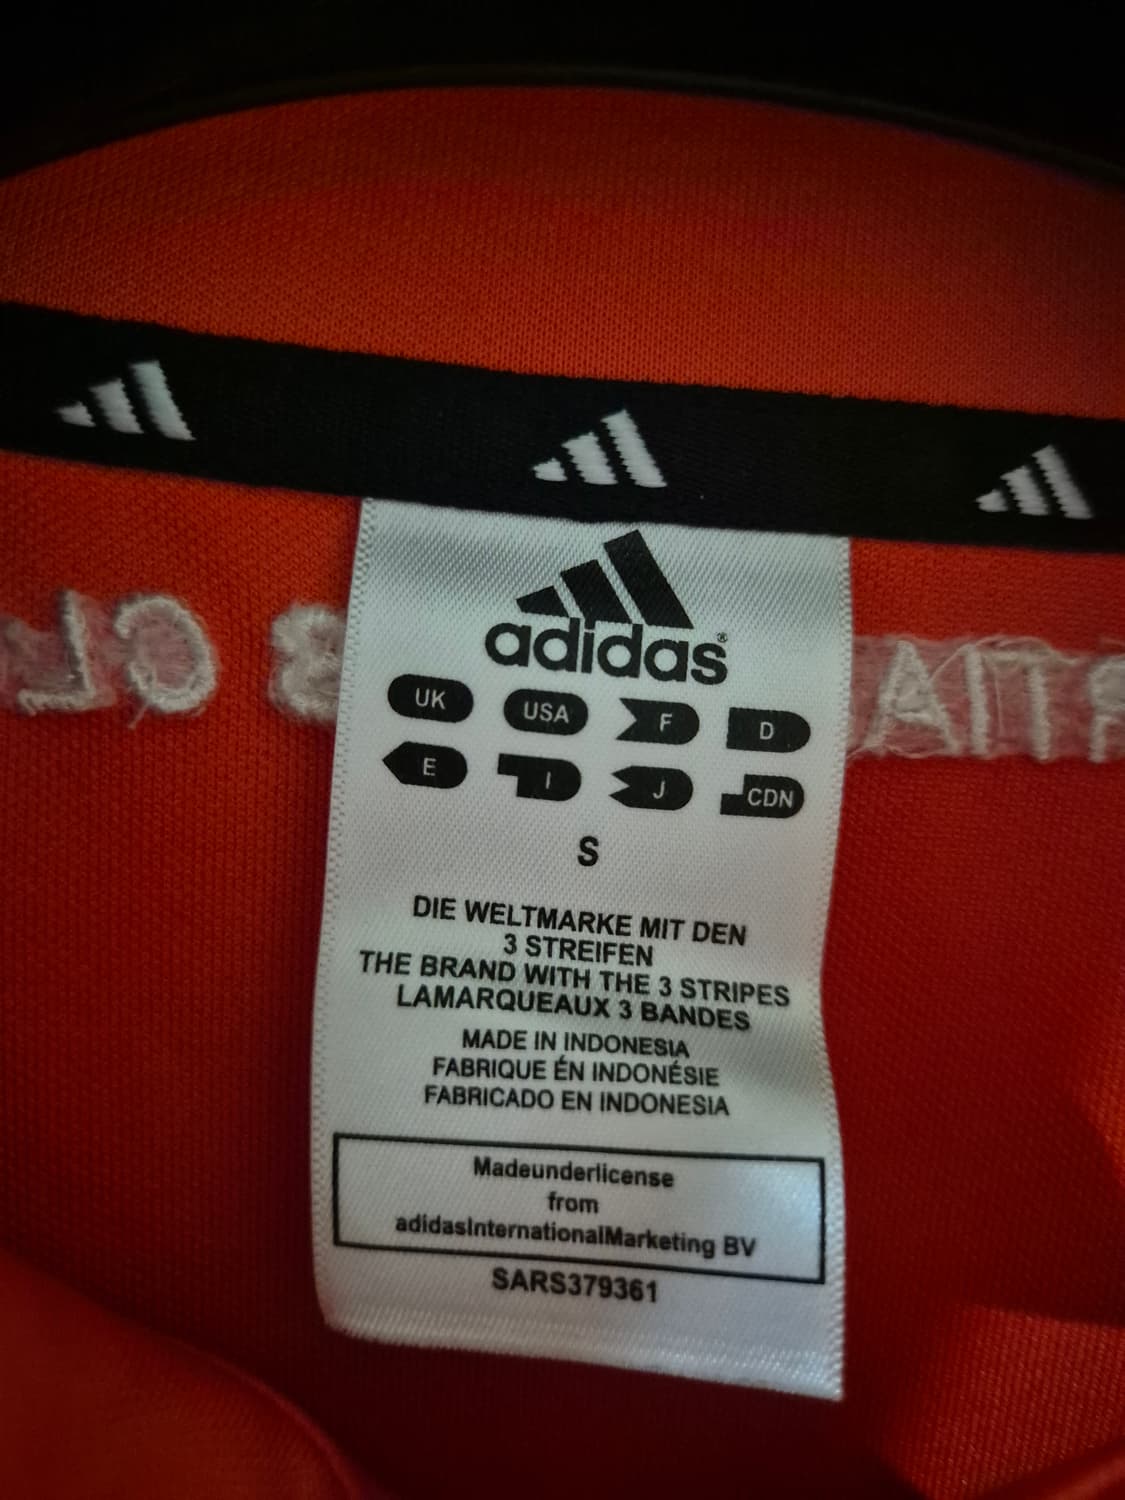 adidas®
UK USA F D
E I J CDN
S
DIE WELTMARKE MIT DEN
3 STREIFEN
THE BRAND WITH THE 3 STRIPES
LAMARQUEAUX 3 BANDES
MADE IN INDONESIA
FABRIQUE ÉN INDONÉSIE
FABRICADO EN INDONESIA
Madeunderlicense
from
adidasInternationalMarketing BV
SARS379361